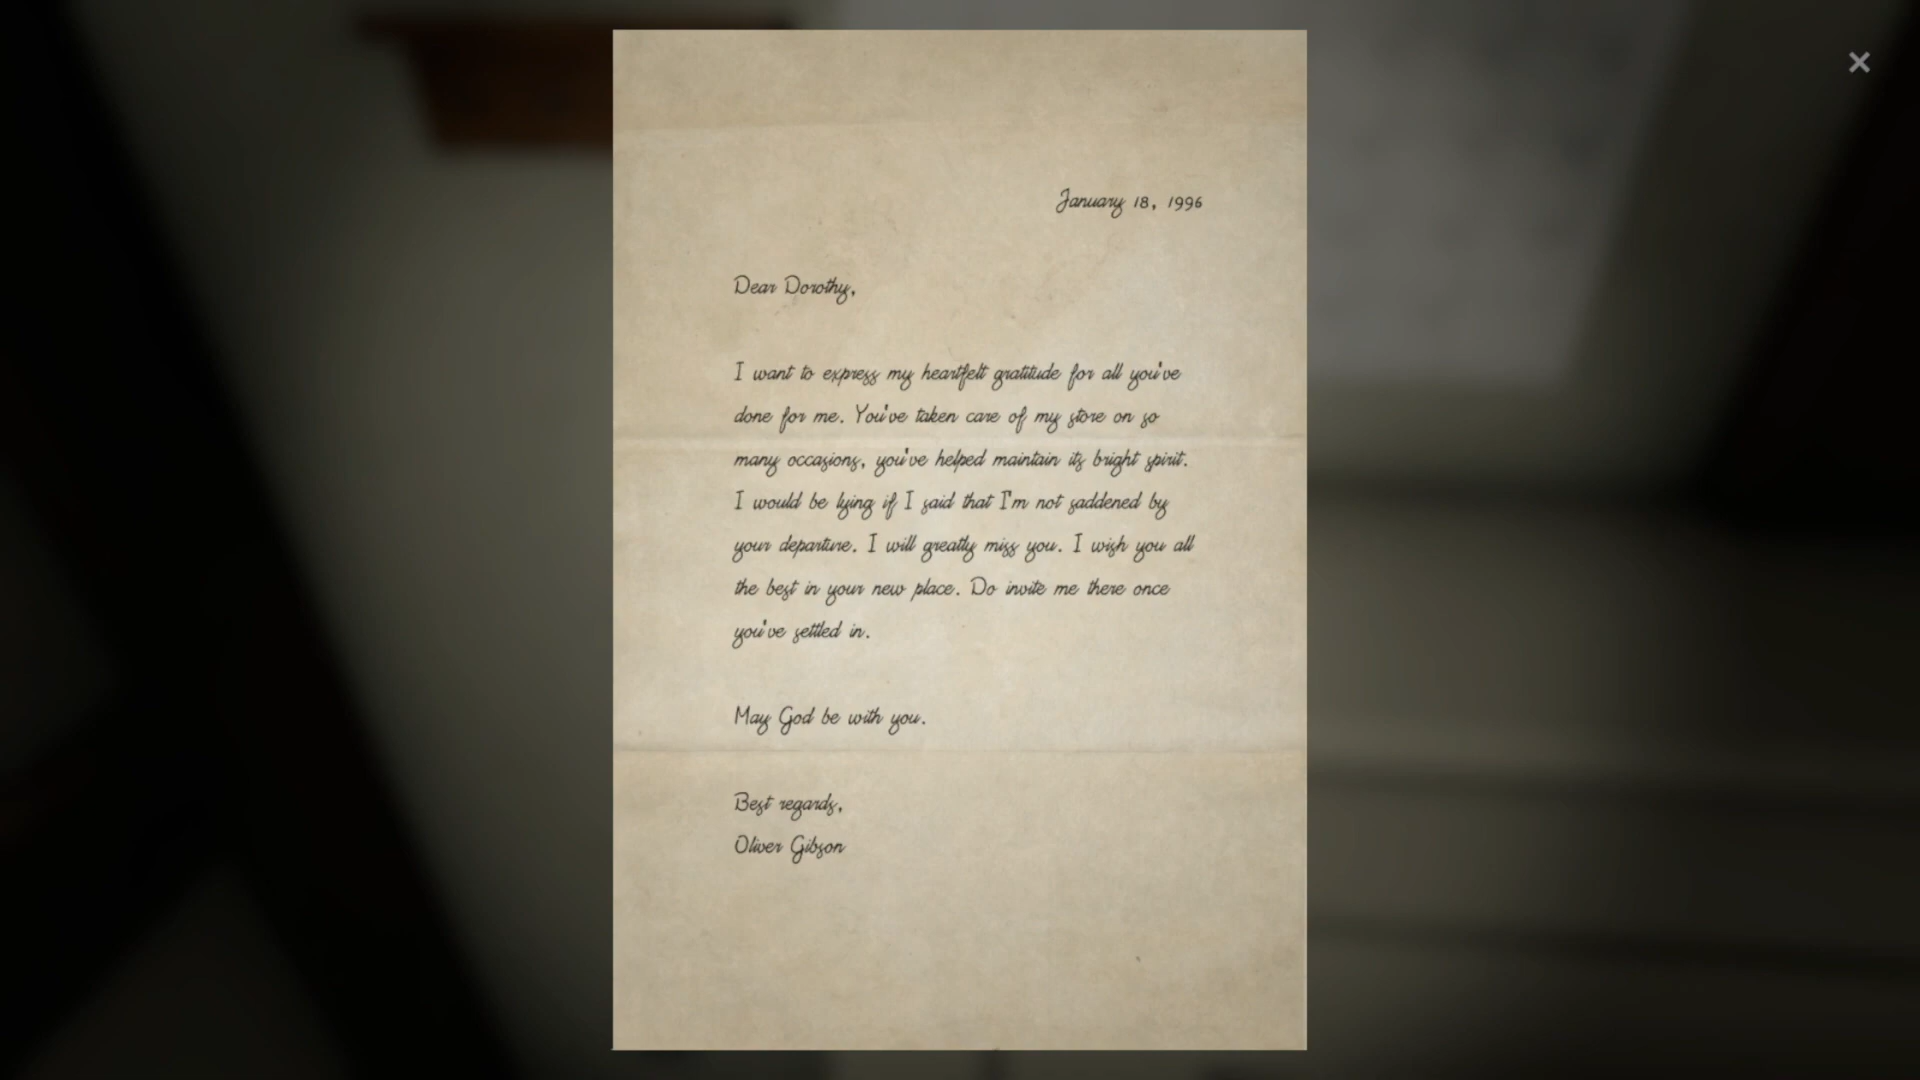 January 18, 1996
Dear Dorothy,
I want to express my heartfelt gratitude for all you've
done for me. You've taken care of my store on so
many occasions, you've helped maintain its bright spirit.
I would be lying if I said that I'm not saddened by
your departure. I will greatly miss you. I wish you all
the best in your new place. Do invite me there once
you've settled in.
May God be with you.
Best regards,
Oliver Gibson